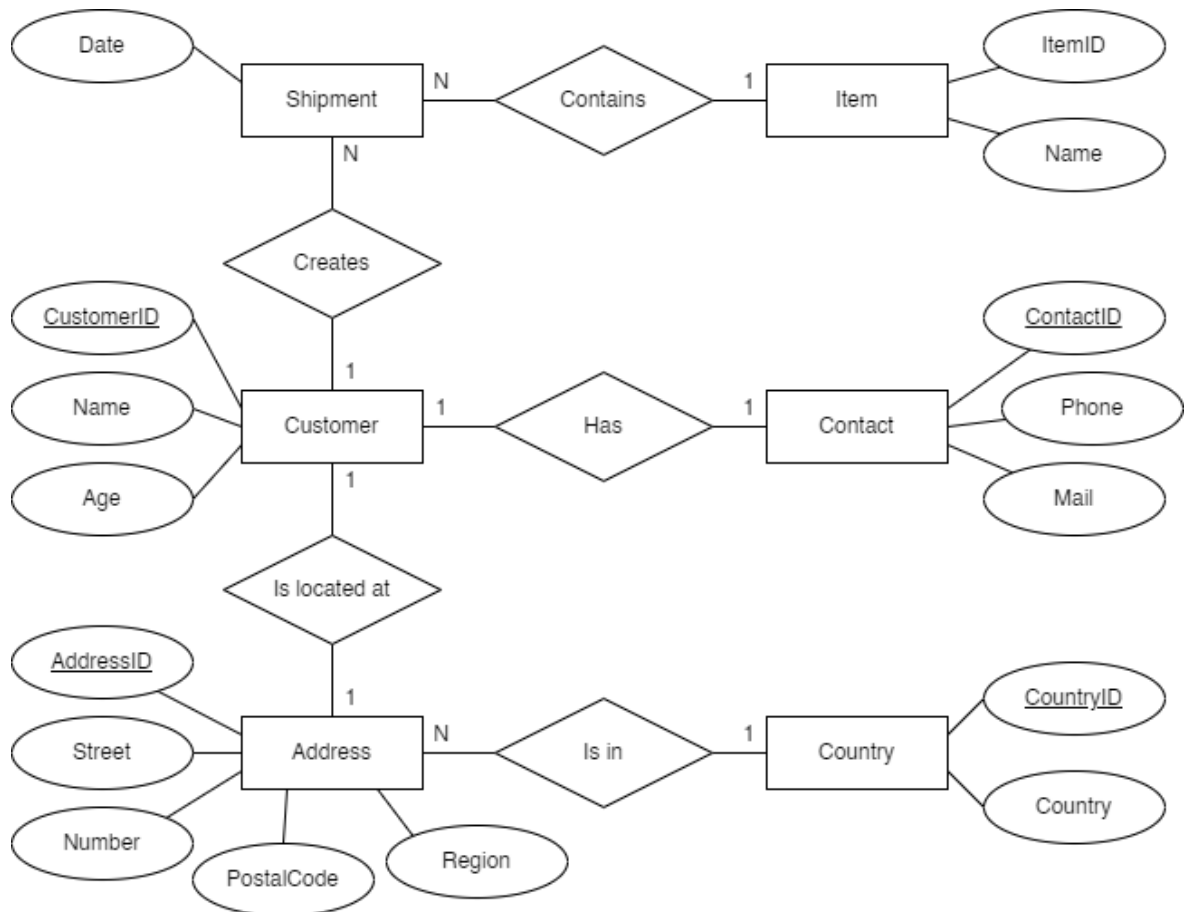 Date
ItemID
N
1
Shipment
Contains
Item
N
Name
Creates
CustomerID
ContactID
1
Name
1
1
Phone
Customer
Has
Contact
1
Age
Mail
Is located at
AddressID
1
CountryID
N
1
Street
Address
Is in
Country
Number
Country
Region
PostalCode